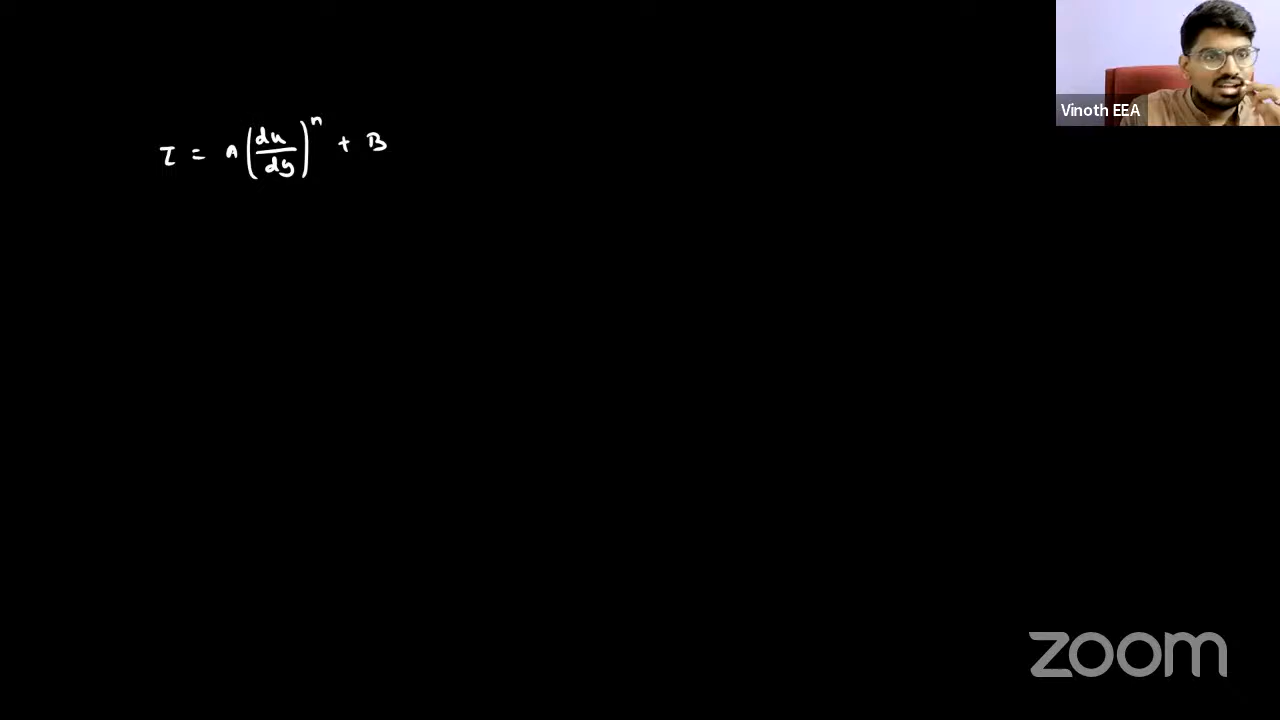 Vinoth EEA
τ = A (du/dy)^n + B
zoom